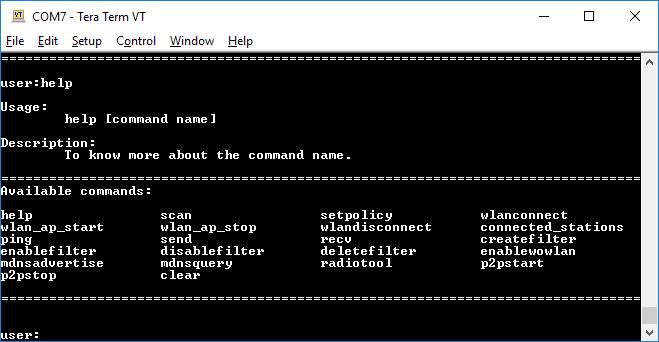 COM7 - Tera Term VT
File Edit Setup Control Window Help
================================================================================
user:help
Usage:
help [command name]
Description:
To know more about the command name.
================================================================================
Available commands:
help scan setpolicy wlanconnect
wlan_ap_start wlan_ap_stop wlandisconnect connected_stations
ping send recv createfilter
enablefilter disablefilter deletefilter enablewowlan
mdnsadvertise mdnsquery radiotool p2pstart
p2pstop clear
================================================================================
user: